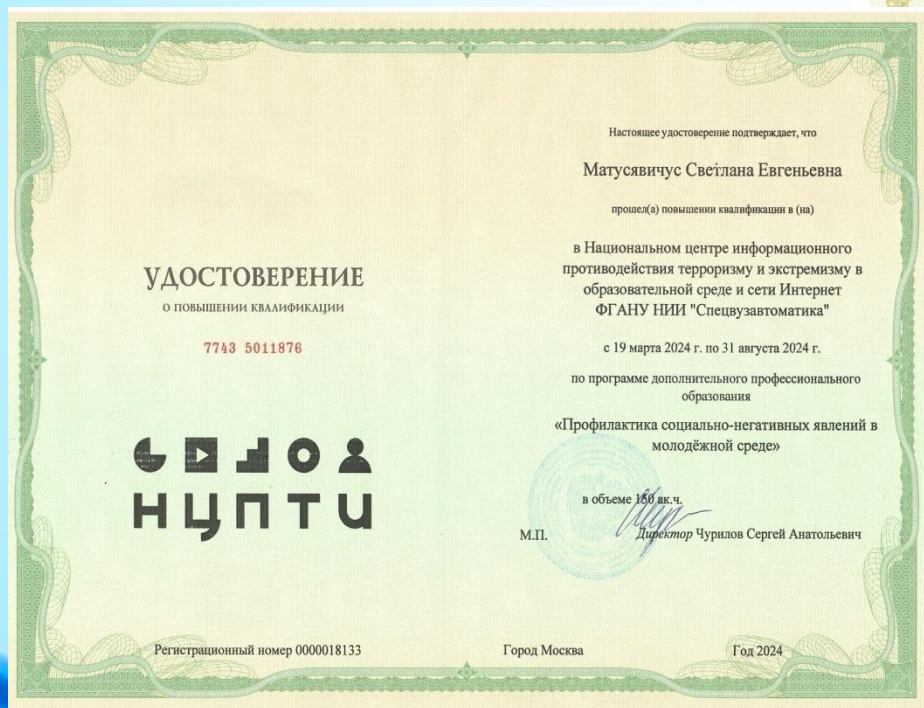 УДОСТОВЕРЕНИЕ
О ПОВЫШЕНИИ КВАЛИФИКАЦИИ
7743 5011876
НЦПТИ
Регистрационный номер 0000018133
Настоящее удостоверение подтверждает, что
Матусявичус Светлана Евгеньевна
прошел(а) повышении квалификации в (на)
в Национальном центре информационного
противодействия терроризму и экстремизму в
образовательной среде и сети Интернет
ФГАНУ НИИ "Спецвузавтоматика"
с 19 марта 2024 г. по 31 августа 2024 г.
по программе дополнительного профессионального
образования
«Профилактика социально-негативных явлений в
молодёжной среде»
в объеме 150 ак.ч.
М.П. Директор Чурилов Сергей Анатольевич
Город Москва Год 2024